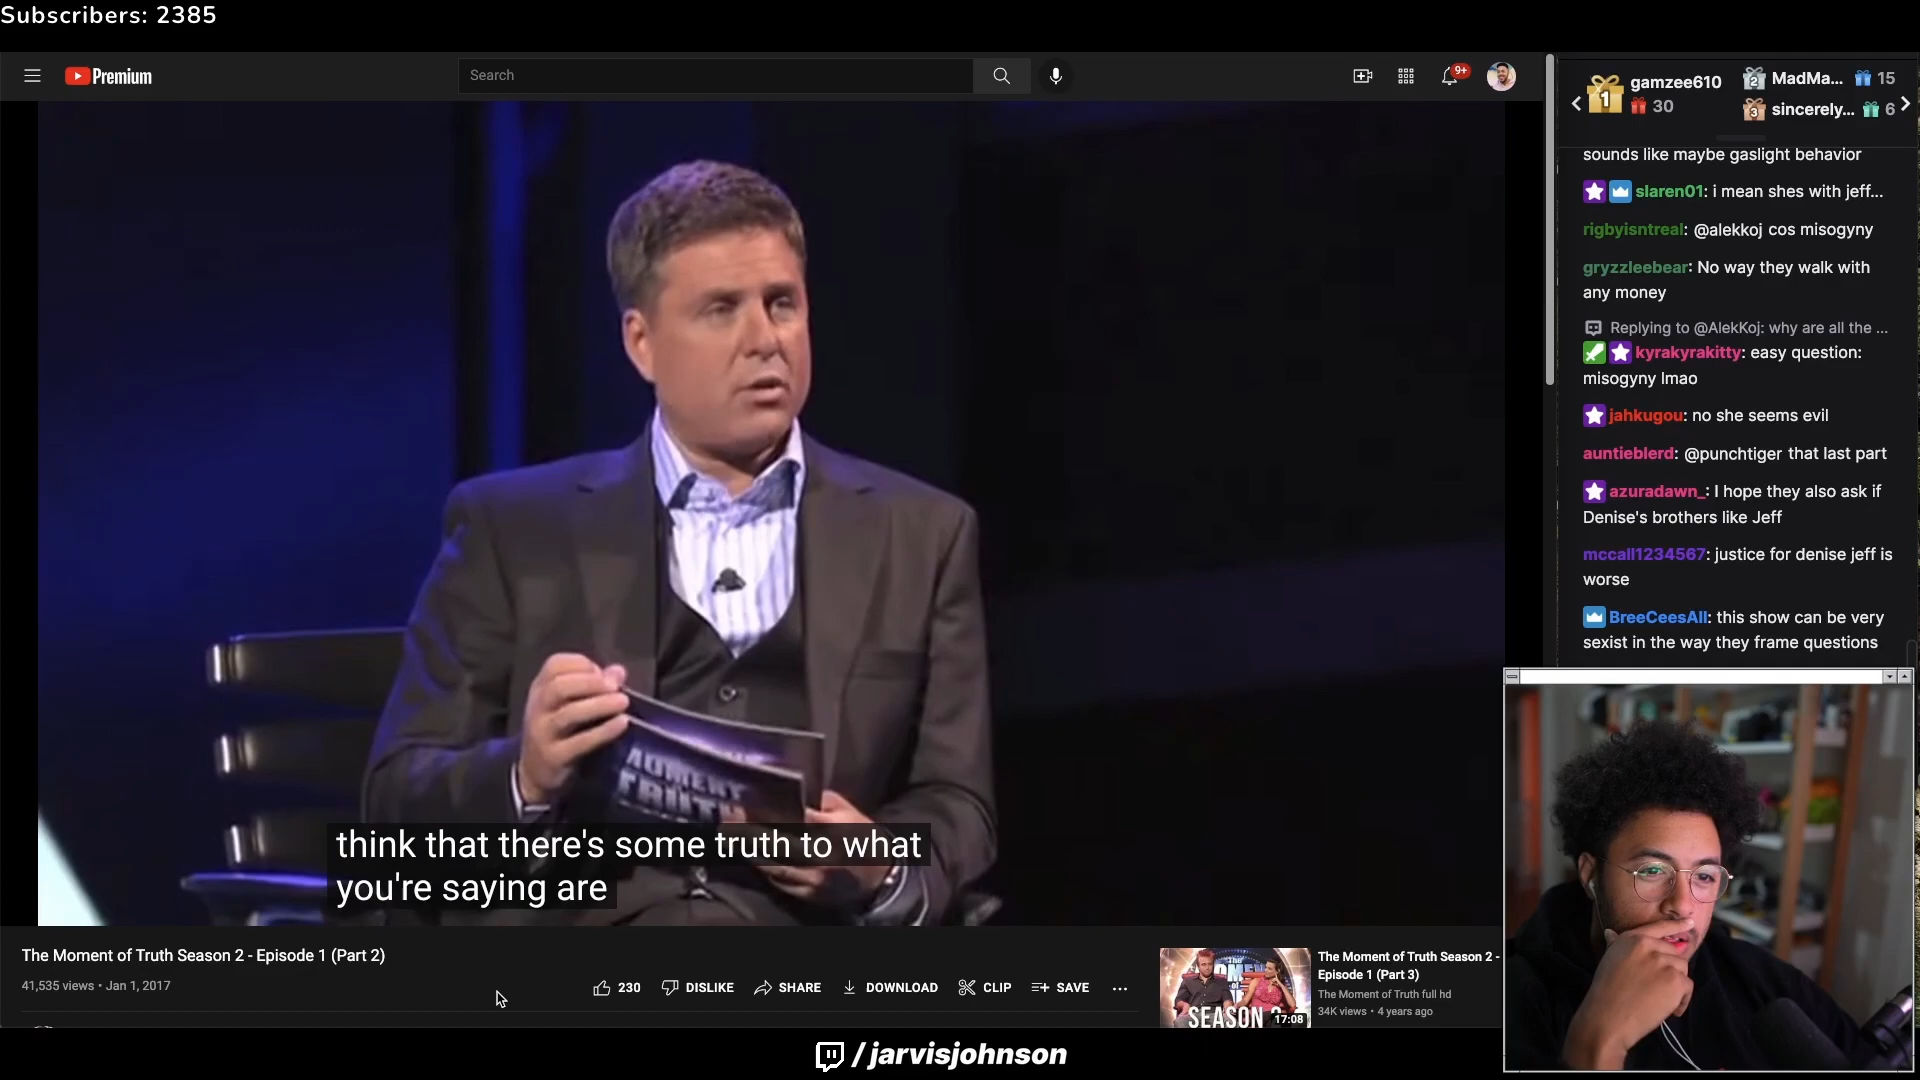 Subscribers: 2385
Premium
Search
9+
1
gamzee610
30
2
MadMa...
15
3
sincerely...
6
sounds like maybe gaslight behavior
slaren01: i mean shes with jeff...
rigbyisntreal: @alekkoj cos misogyny
gryzzleebear: No way they walk with
any money
Replying to @AlekKoj: why are all the ...
kyrakyrakitty: easy question:
misogyny lmao
jahkugou: no she seems evil
auntieblerd: @punchtiger that last part
azuradawn_: I hope they also ask if
Denise's brothers like Jeff
mccall1234567: justice for denise jeff is
worse
BreeCeesAll: this show can be very
sexist in the way they frame questions
MOMENT
TRUTH
think that there's some truth to what
you're saying are
The Moment of Truth Season 2 - Episode 1 (Part 2)
41,535 views • Jan 1, 2017
230
DISLIKE
SHARE
DOWNLOAD
CLIP
SAVE
SEASON
17:08
The Moment of Truth Season 2 -
Episode 1 (Part 3)
The Moment of Truth full hd
34K views • 4 years ago
/jarvisjohnson